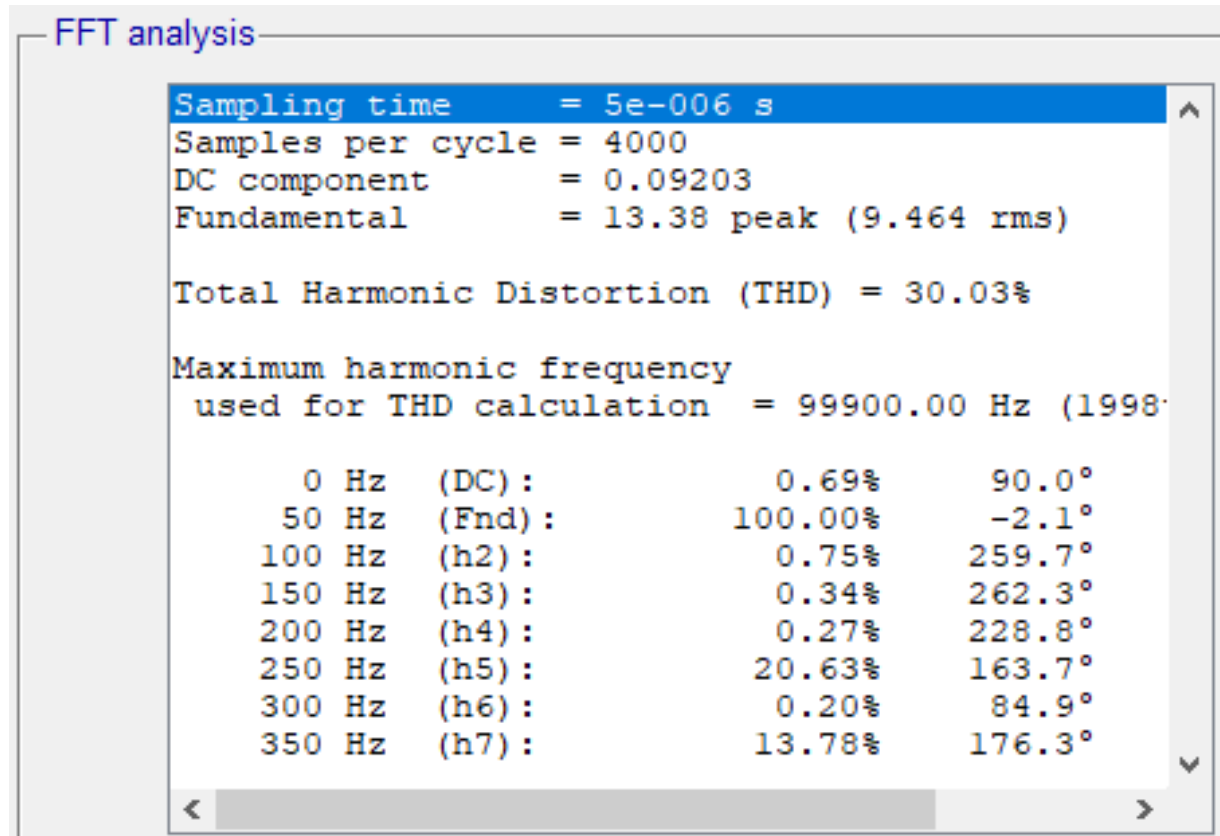 FFT analysis
Sampling time = 5e-006 s
Samples per cycle = 4000
DC component = 0.09203
Fundamental = 13.38 peak (9.464 rms)
Total Harmonic Distortion (THD) = 30.03%
Maximum harmonic frequency
used for THD calculation = 99900.00 Hz (1998
0 Hz (DC): 0.69% 90.0°
50 Hz (Fnd): 100.00% -2.1°
100 Hz (h2): 0.75% 259.7°
150 Hz (h3): 0.34% 262.3°
200 Hz (h4): 0.27% 228.8°
250 Hz (h5): 20.63% 163.7°
300 Hz (h6): 0.20% 84.9°
350 Hz (h7): 13.78% 176.3°